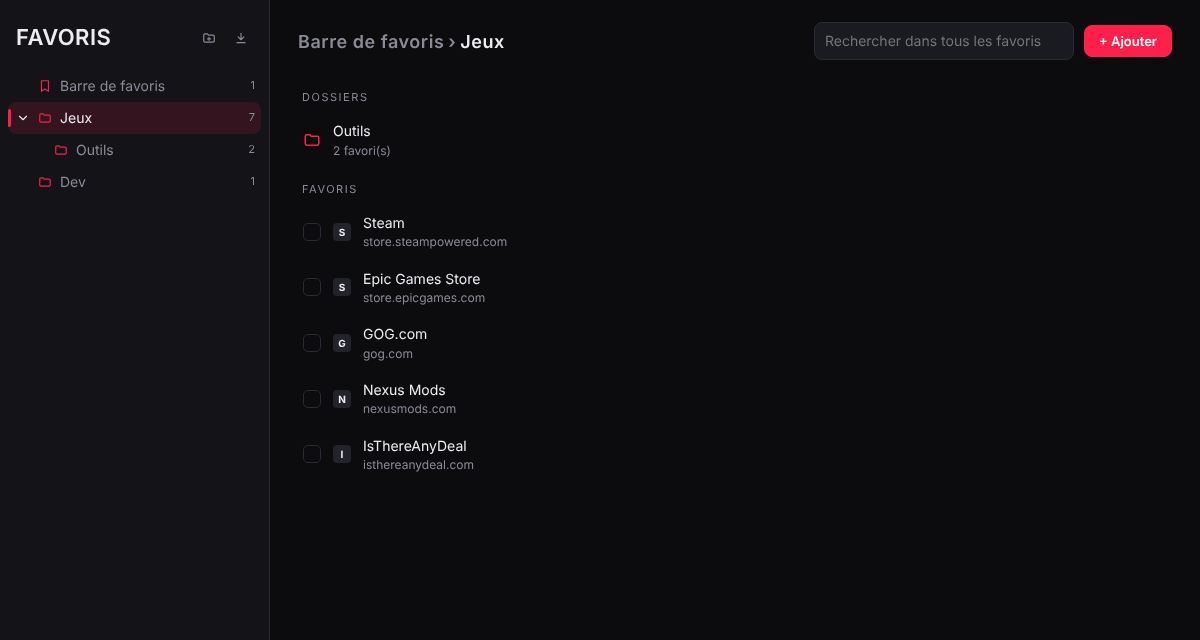 FAVORIS
Barre de favoris 1
Jeux 7
Outils 2
Dev 1
Barre de favoris › Jeux
Rechercher dans tous les favoris
+ Ajouter
DOSSIERS
Outils
2 favori(s)
FAVORIS
S Steam
store.steampowered.com
S Epic Games Store
store.epicgames.com
G GOG.com
gog.com
N Nexus Mods
nexusmods.com
I IsThereAnyDeal
isthereanydeal.com